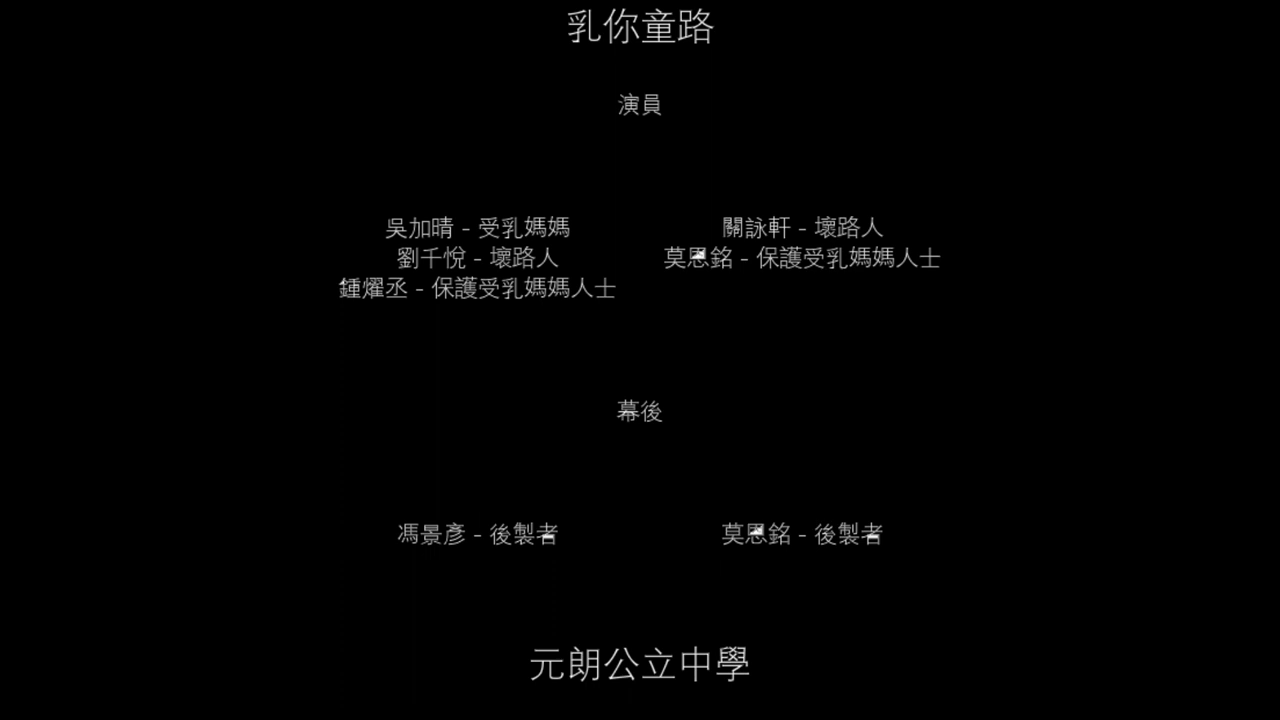 乳你童路
演員
吳加晴 - 受乳媽媽
關詠軒 - 壞路人
劉千悅 - 壞路人
莫恩銘 - 保護受乳媽媽人士
鍾燿丞 - 保護受乳媽媽人士
幕後
馮景彥 - 後製者
莫恩銘 - 後製者
元朗公立中學